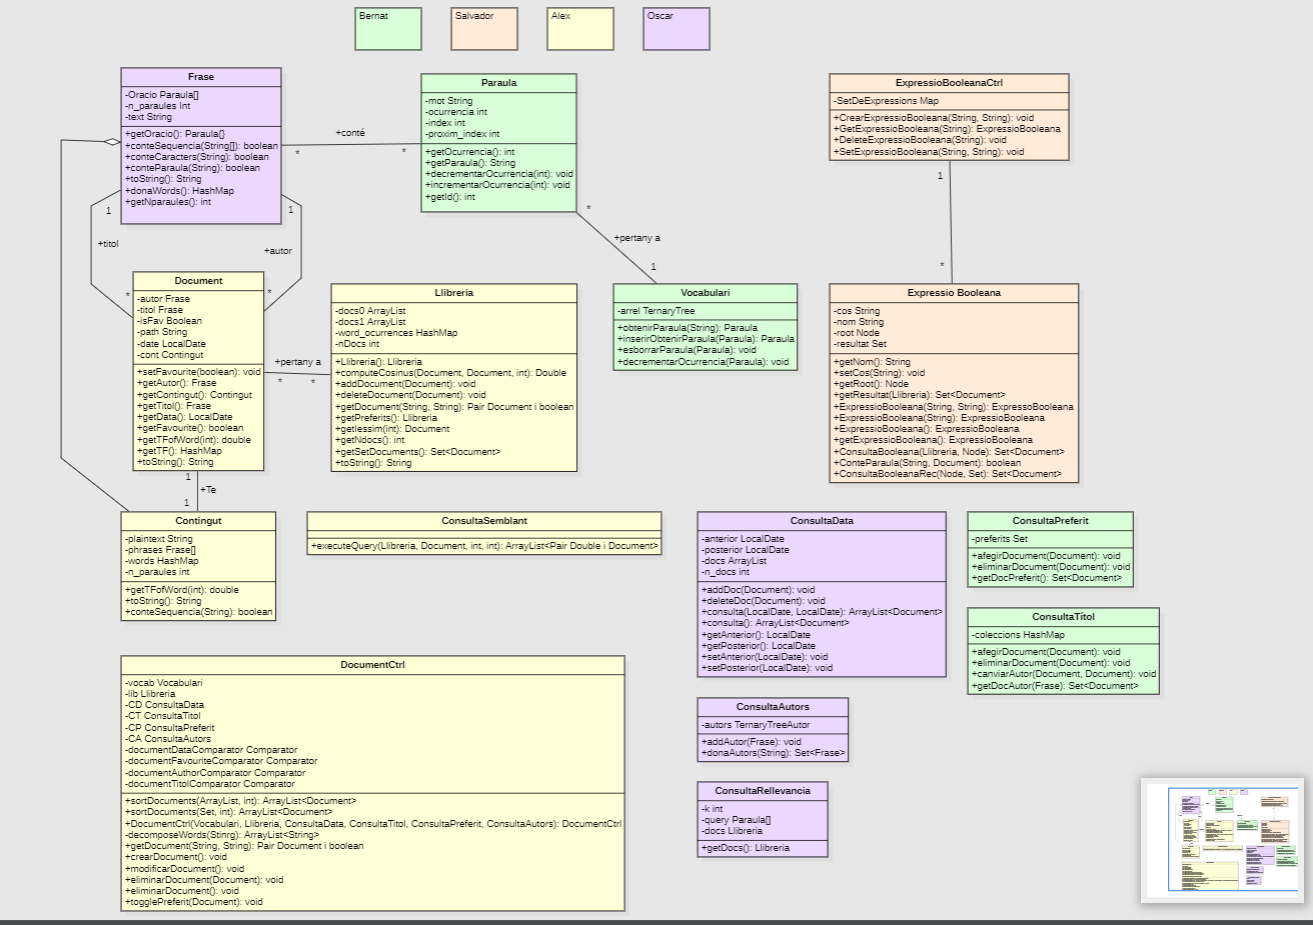 Bernat
Salvador
Alex
Oscar
Frase
-Oracio Paraula[]
-n_paraules Int
-text String
+getOracio(): Paraula{}
+conteSequencia(String[]): boolean
+conteCaracters(String): boolean
+conteParaula(String): boolean
+toString(): String
+donaWords(): HashMap
+getNparaules(): int
+conté
*
*
Paraula
-mot String
-ocurrencia int
-index int
-proxim_index int
+getOcurrencia(): int
+getParaula(): String
+decrementarOcurrencia(int): void
+incrementarOcurrencia(int): void
+getId(): int
ExpressioBooleanaCtrl
-SetDeExpressions Map
+CrearExpressioBooleana(String, String): void
+GetExpressioBooleana(String): ExpressioBooleana
+DeleteExpressioBooleana(String): void
+SetExpressioBooleana(String, String): void
1
*
1
+titol
*
1
+autor
*
*
+pertany a
1
Document
-autor Frase
-titol Frase
-isFav Boolean
-path String
-date LocalDate
-cont Contingut
+setFavourite(boolean): void
+getAutor(): Frase
+getContingut(): Contingut
+getTitol(): Frase
+getData(): LocalDate
+getFavourite(): boolean
+getTFofWord(int): double
+getTF(): HashMap
+toString(): String
+pertany a
*
*
Llibreria
-docs0 ArrayList
-docs1 ArrayList
-word_ocurrences HashMap
-nDocs int
+Llibreria(): Llibreria
+computeCosinus(Document, Document, int): Double
+addDocument(Document): void
+deleteDocument(Document): void
+getDocument(String, String): Pair Document i boolean
+getPreferits(): Llibreria
+getIessim(int): Document
+getNdocs(): int
+getSetDocuments(): Set<Document>
+toString(): String
Vocabulari
-arrel TernaryTree
+obtenirParaula(String): Paraula
+inserirObtenirParaula(Paraula): Paraula
+esborrarParaula(Paraula): void
+decrementarOcurrencia(Paraula): void
Expressio Booleana
-cos String
-nom String
-root Node
-resultat Set
+getNom(): String
+setCos(String): void
+getRoot(): Node
+getResultat(Llibreria): Set<Document>
+ExpressioBooleana(String, String): ExpressoBooleana
+ExpressioBooleana(String): ExpressioBooleana
+ExpressioBooleana(): ExpressioBooleana
+getExpressioBooleana(): ExpressioBooleana
+ConsultaBooleana(Llibreria, Node): Set<Document>
+ConteParaula(String, Document): boolean
+ConsultaBooleanaRec(Node, Set): Set<Document>
1
+Te
1
Contingut
-plaintext String
-phrases Frase[]
-words HashMap
-n_paraules int
+getTFofWord(int): double
+toString(): String
+conteSequencia(String): boolean
ConsultaSemblant
+executeQuery(Llibreria, Document, int, int): ArrayList<Pair Double i Document>
ConsultaData
-anterior LocalDate
-posterior LocalDate
-docs ArrayList
-n_docs int
+addDoc(Document): void
+deleteDoc(Document): void
+consulta(LocalDate, LocalDate): ArrayList<Document>
+consulta(): ArrayList<Document>
+getAnterior(): LocalDate
+getPosterior(): LocalDate
+setAnterior(LocalDate): void
+setPosterior(LocalDate): void
ConsultaPreferit
-preferits Set
+afegirDocument(Document): void
+eliminarDocument(Document): void
+getDocPreferit(): Set<Document>
ConsultaTítol
-coleccions HashMap
+afegirDocument(Document): void
+eliminarDocument(Document): void
+canviarAutor(Document, Document): void
+getDocAutor(Frase): Set<Document>
DocumentCtrl
-vocab Vocabulari
-lib Llibreria
-CD ConsultaData
-CT ConsultaTitol
-CP ConsultaPreferit
-CA ConsultaAutors
-documentDataComparator Comparator
-documentFavouriteComparator Comparator
-documentAuthorComparator Comparator
-documentTitolComparator Comparator
+sortDocuments(ArrayList, int): ArrayList<Document>
+sortDocuments(Set, int): ArrayList<Document>
+DocumentCtrl(Vocabulari, Llibreria, ConsultaData, ConsultaTitol, ConsultaPreferit, ConsultaAutors): DocumentCtrl
-decomposeWords(Stinrg): ArrayList<String>
+getDocument(String, String): Pair Document i boolean
+crearDocument(): void
+modificarDocument(): void
+eliminarDocument(Document): void
+eliminarDocument(): void
+togglePreferit(Document): void
ConsultaAutors
-autors TernaryTreeAutor
+addAutor(Frase): void
+donaAutors(String): Set<Frase>
ConsultaRellevancia
-k int
-query Paraula[]
-docs Llibreria
+getDocs(): Llibreria